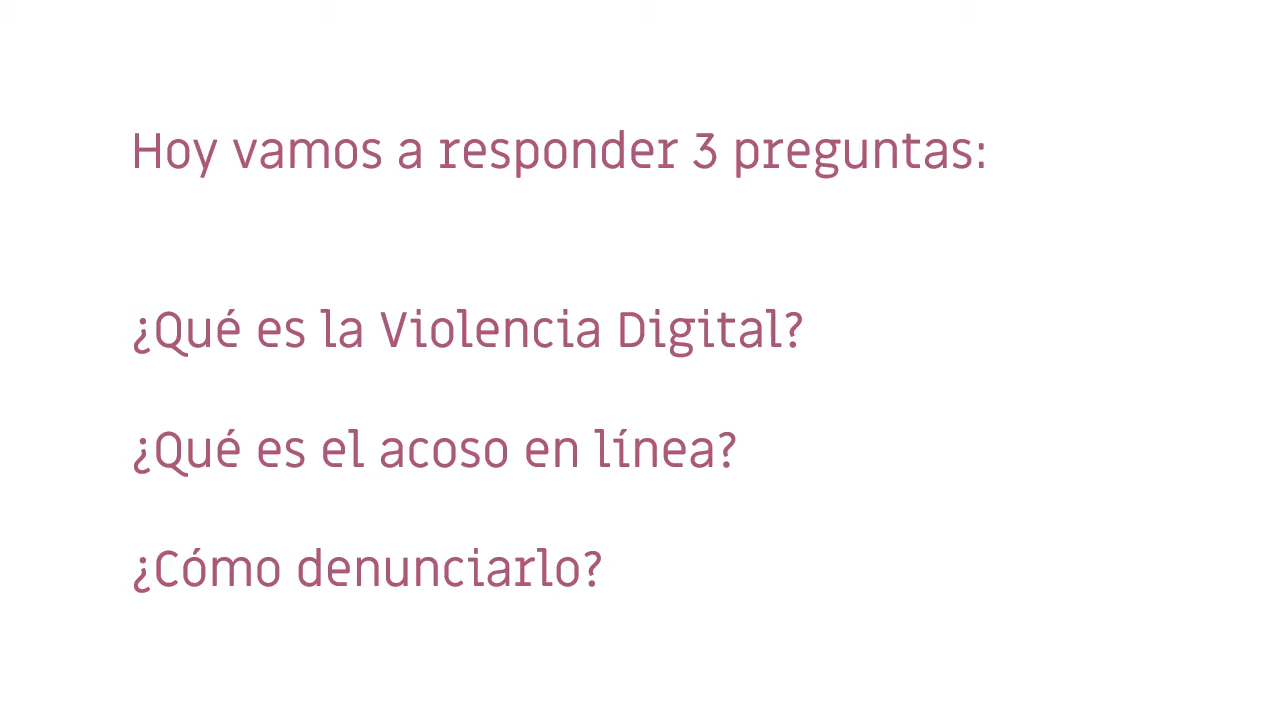 Hoy vamos a responder 3 preguntas:
¿Qué es la Violencia Digital?
¿Qué es el acoso en línea?
¿Cómo denunciarlo?